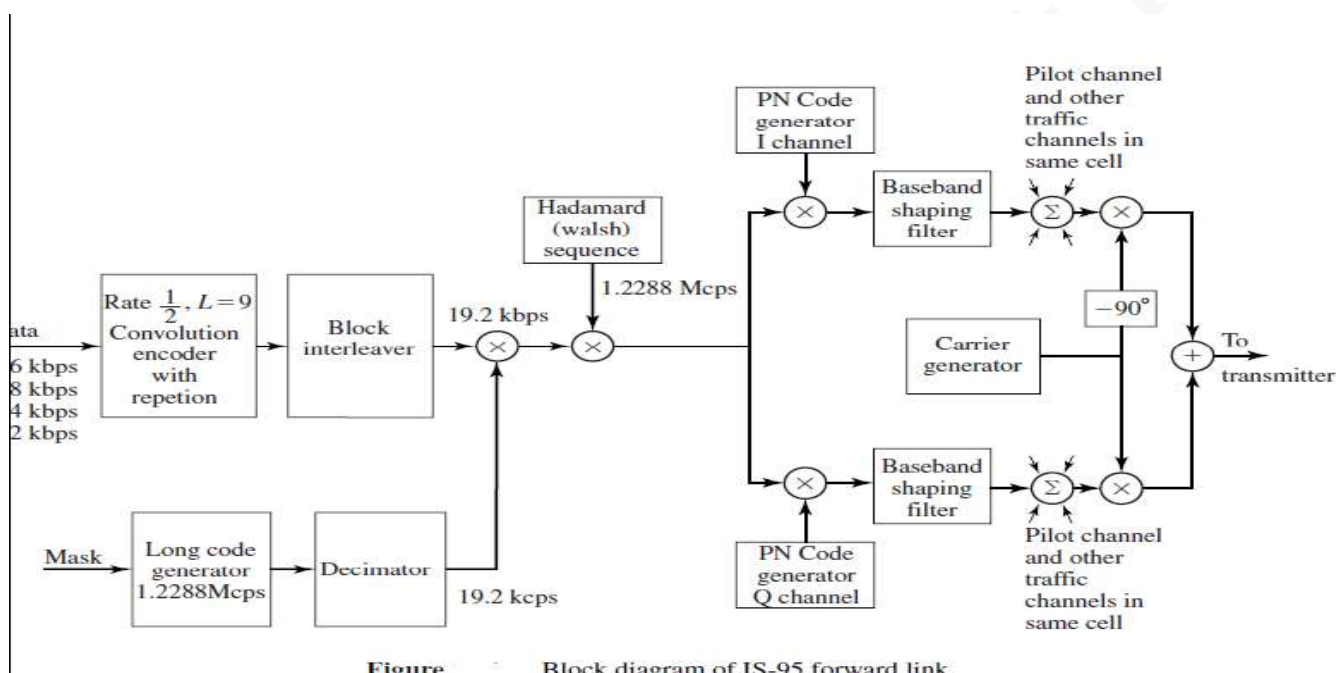 PN Code
generator
I channel
Pilot channel
and other
traffic
channels in
same cell
Hadamard
(walsh)
sequence
Baseband
shaping
filter
1.2288 Mcps
Rate 1/2, L=9
Convolution
encoder
with
repetion
Block
interleaver
19.2 kbps
ata
6 kbps
8 kbps
4 kbps
2 kbps
−90°
Carrier
generator
To
transmitter
Mask
Long code
generator
1.2288Mcps
Decimator
19.2 kcps
Baseband
shaping
filter
PN Code
generator
Q channel
Pilot channel
and other
traffic
channels in
same cell
Figure Block diagram of IS-95 forward link